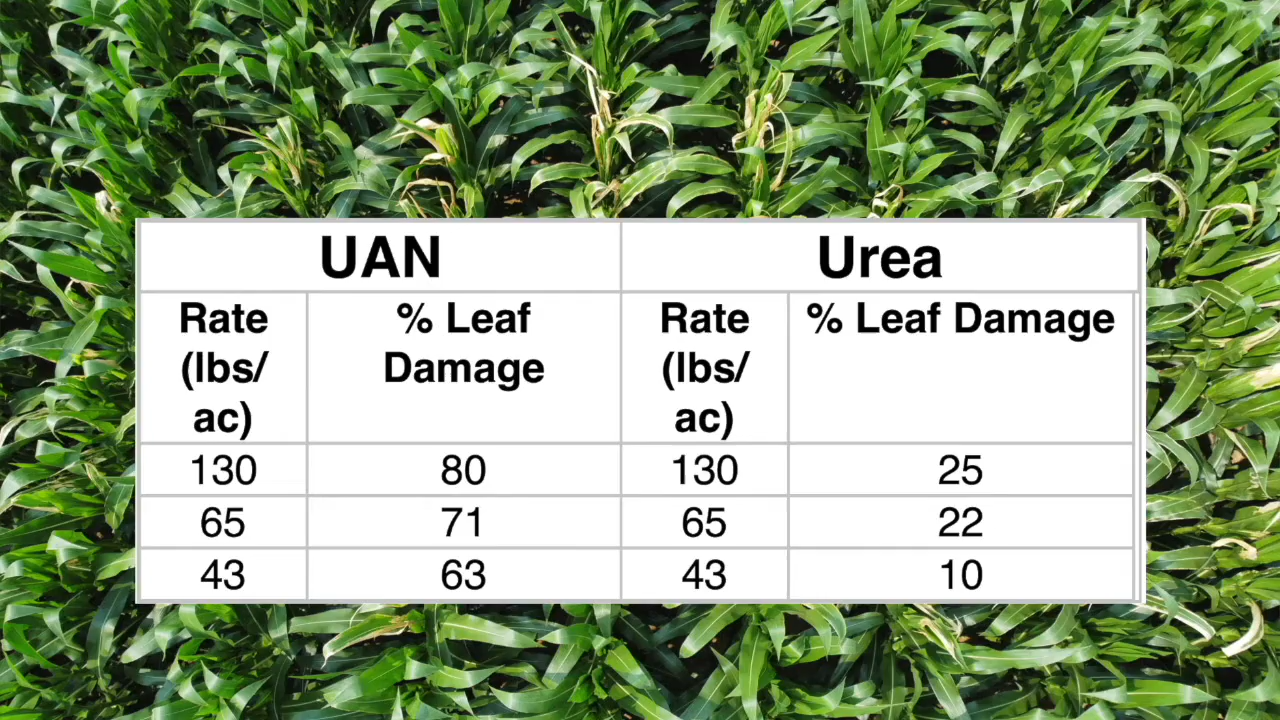 UAN Urea
Rate % Leaf Rate % Leaf Damage
(lbs/ Damage (lbs/
ac) ac)
130 80 130 25
65 71 65 22
43 63 43 10